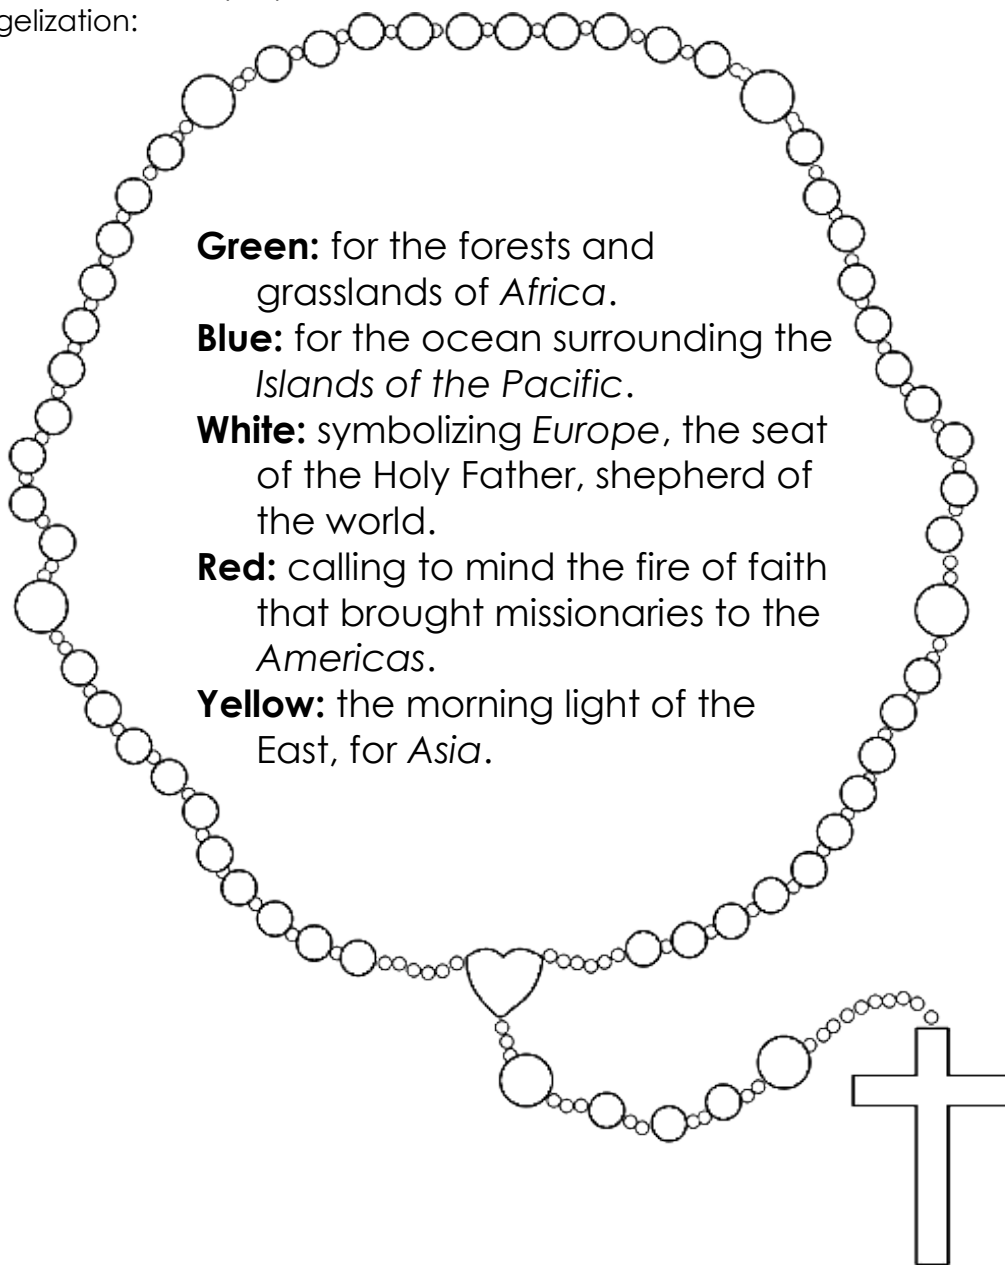 gelization:
Green: for the forests and
grasslands of Africa.
Blue: for the ocean surrounding the
Islands of the Pacific.
White: symbolizing Europe, the seat
of the Holy Father, shepherd of
the world.
Red: calling to mind the fire of faith
that brought missionaries to the
Americas.
Yellow: the morning light of the
East, for Asia.